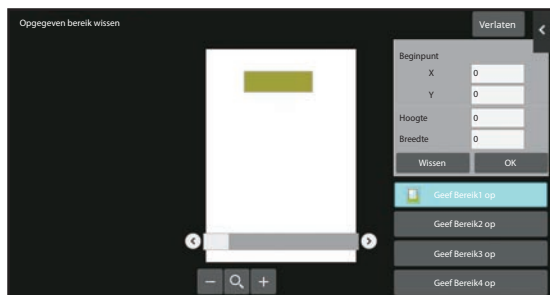 Opgegeven bereik wissen
Verlaten
Beginpunt
X 0
Y 0
Hoogte 0
Breedte 0
Wissen OK
Geef Bereik1 op
Geef Bereik2 op
Geef Bereik3 op
Geef Bereik4 op